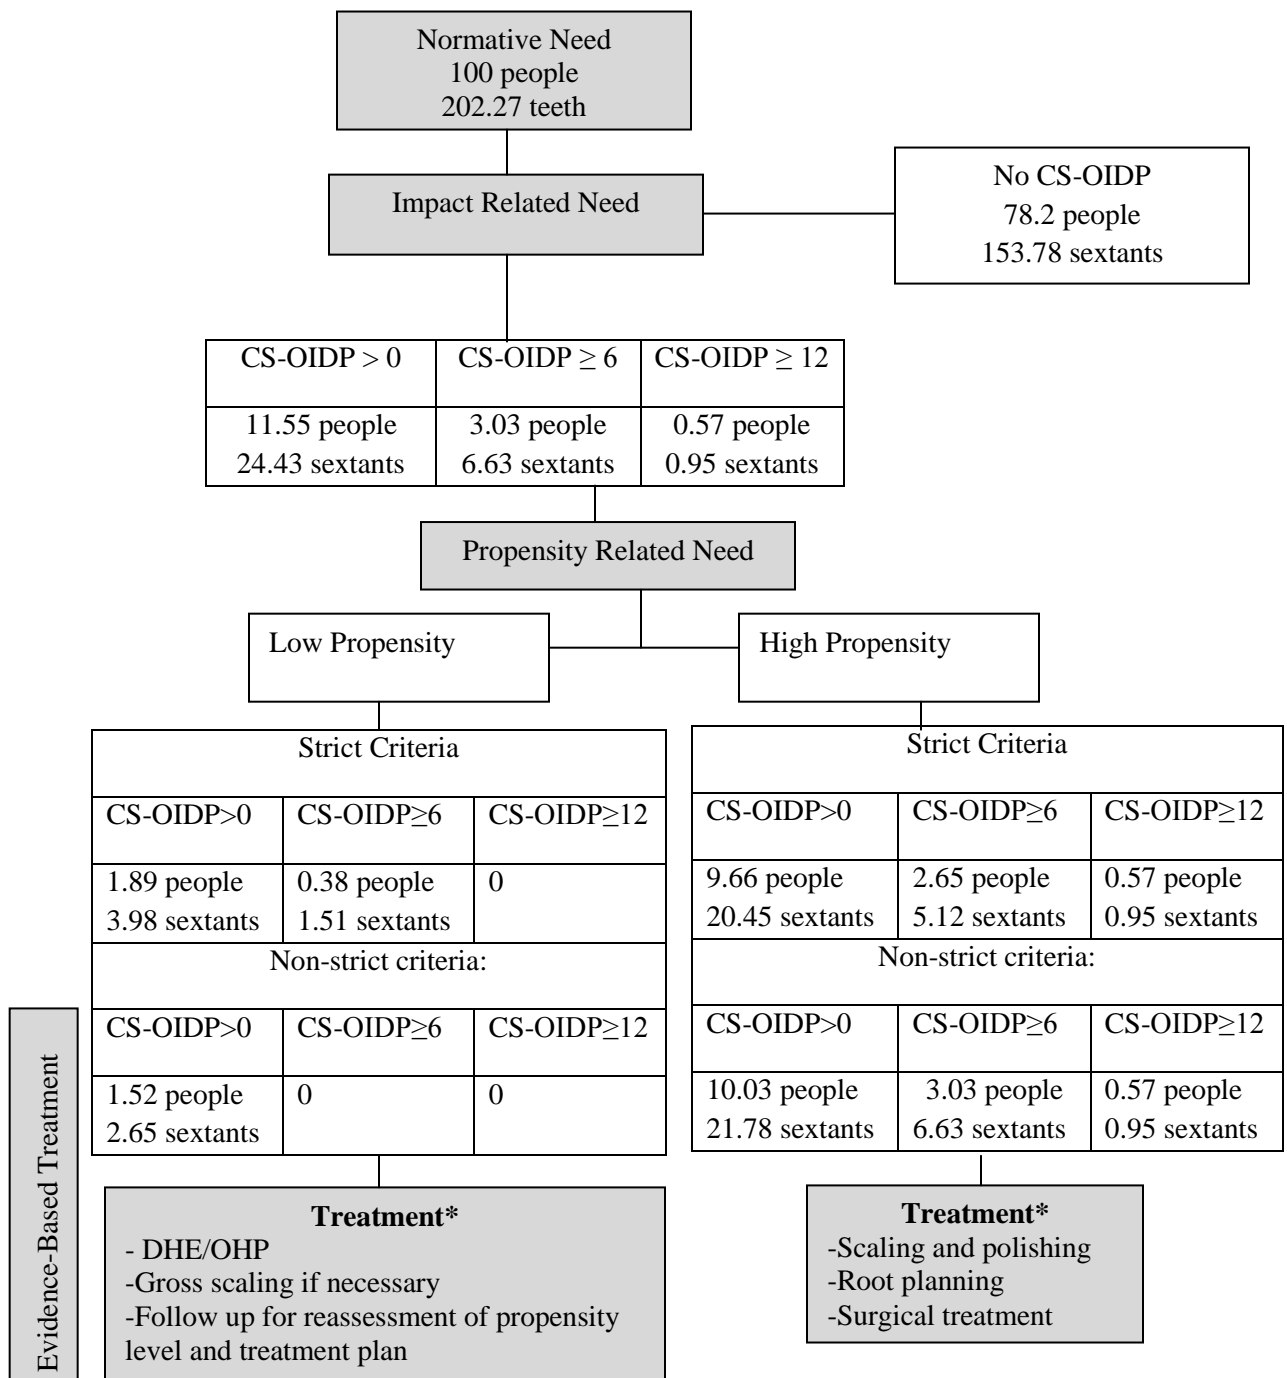 Normative Need
100 people
202.27 teeth
Impact Related Need
No CS-OIDP
78.2 people
153.78 sextants
CS-OIDP > 0
CS-OIDP ≥ 6
CS-OIDP ≥ 12
11.55 people
24.43 sextants
3.03 people
6.63 sextants
0.57 people
0.95 sextants
Propensity Related Need
Low Propensity
High Propensity
Strict Criteria
CS-OIDP>0
CS-OIDP≥6
CS-OIDP≥12
1.89 people
3.98 sextants
0.38 people
1.51 sextants
0
Non-strict criteria:
CS-OIDP>0
CS-OIDP≥6
CS-OIDP≥12
1.52 people
2.65 sextants
0
0
Strict Criteria
CS-OIDP>0
CS-OIDP≥6
CS-OIDP≥12
9.66 people
20.45 sextants
2.65 people
5.12 sextants
0.57 people
0.95 sextants
Non-strict criteria:
CS-OIDP>0
CS-OIDP≥6
CS-OIDP≥12
10.03 people
21.78 sextants
3.03 people
6.63 sextants
0.57 people
0.95 sextants
Evidence-Based Treatment
Treatment*
- DHE/OHP
-Gross scaling if necessary
-Follow up for reassessment of propensity
level and treatment plan
Treatment*
-Scaling and polishing
-Root planning
-Surgical treatment